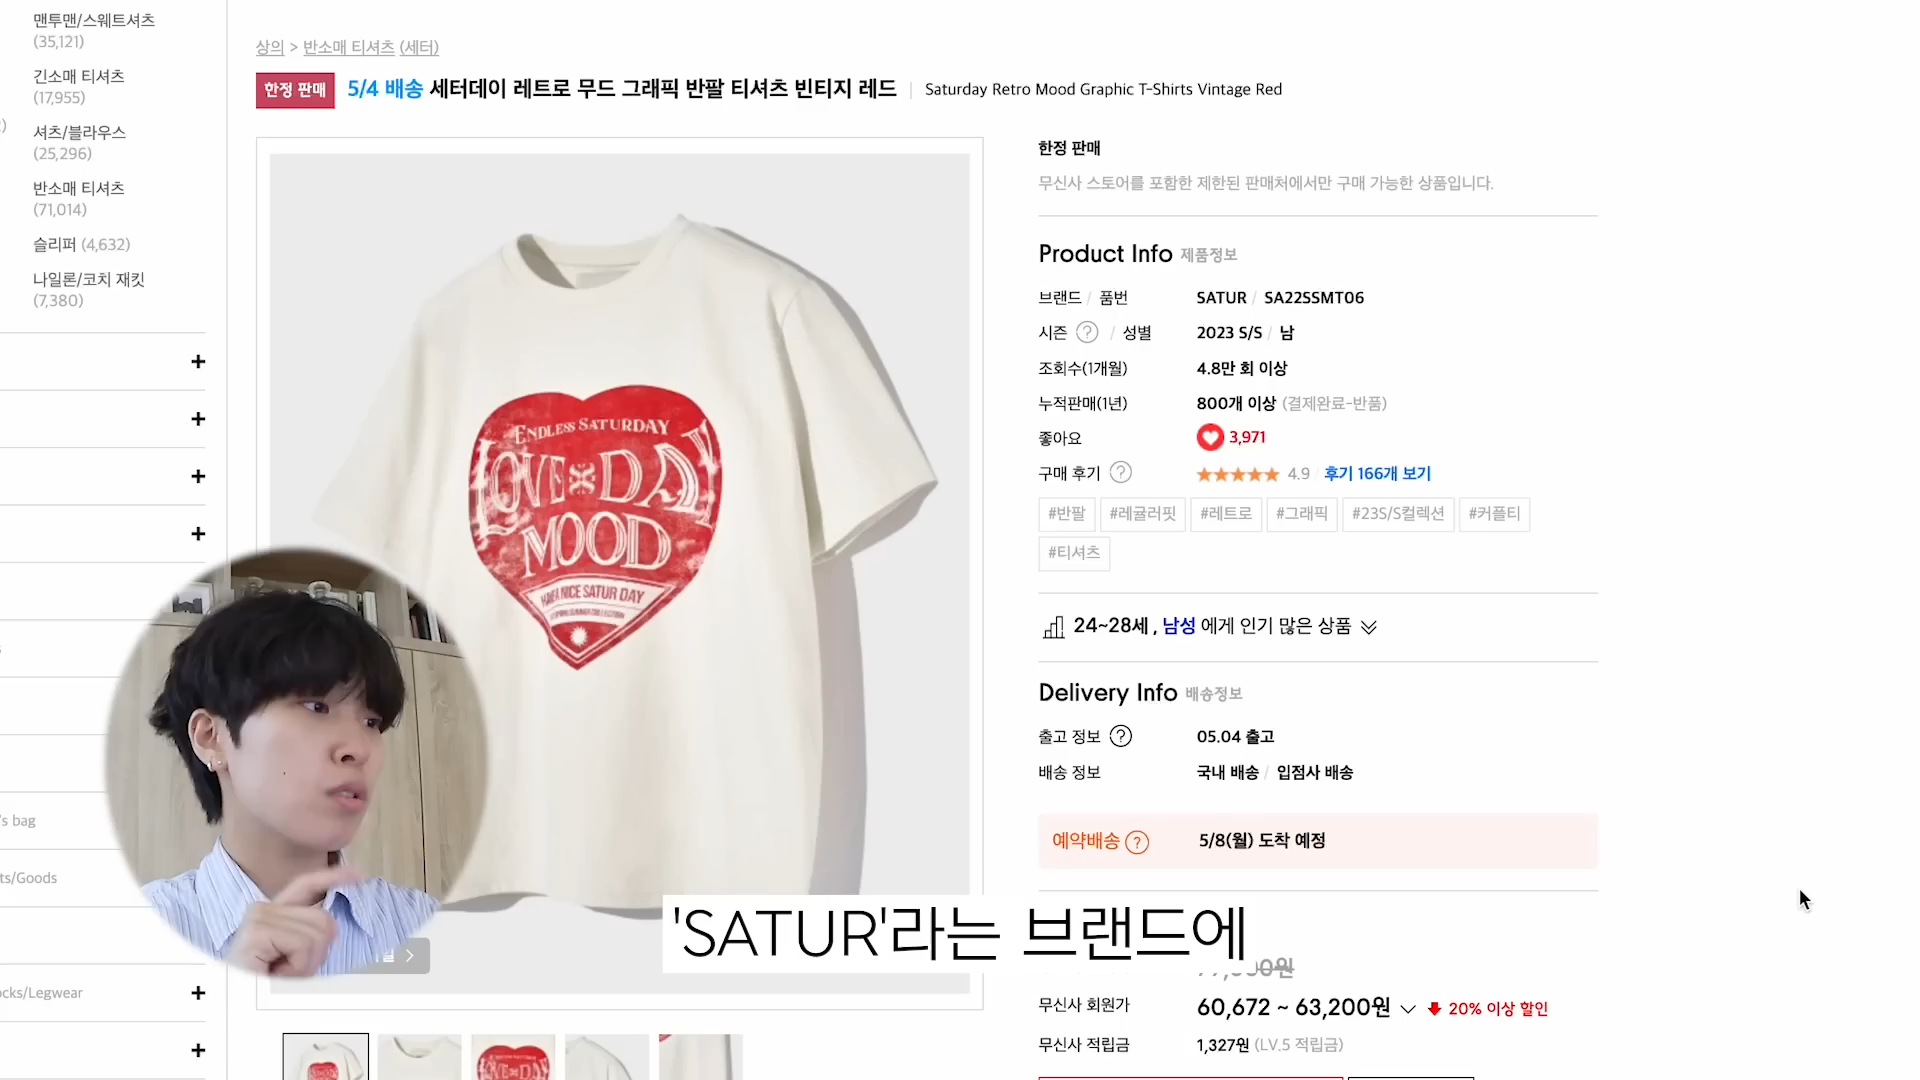 맨투맨/스웨트셔츠
(35,121)
긴소매 티셔츠
(17,955)
셔츠/블라우스
(25,296)
반소매 티셔츠
(71,014)
슬리퍼 (4,632)
나일론/코치 재킷
(7,380)
's bag
ts/Goods
ocks/Legwear
상의 > 반소매 티셔츠 (세터)
한정 판매 5/4 배송 세터데이 레트로 무드 그래픽 반팔 티셔츠 빈티지 레드 | Saturday Retro Mood Graphic T-Shirts Vintage Red
ENDLESS SATURDAY
LOVE DAY
MOOD
HAVE A NICE SATUR DAY
한정 판매
무신사 스토어를 포함한 제한된 판매처에서만 구매 가능한 상품입니다.
Product Info 제품정보
브랜드 / 품번 SATUR / SA22SSMT06
시즌 ? / 성별 2023 S/S / 남
조회수(1개월) 4.8만 회 이상
누적판매(1년) 800개 이상 (결제완료-반품)
좋아요 3,971
구매 후기 ? 4.9 후기 166개 보기
#반팔 #레귤러핏 #레트로 #그래픽 #23S/S컬렉션 #커플티
#티셔츠
24~28세 , 남성 에게 인기 많은 상품
Delivery Info 배송정보
출고 정보 ? 05.04 출고
배송 정보 국내 배송 / 입점사 배송
예약배송 ? 5/8(월) 도착 예정
'SATUR'라는 브랜드에
무신사 회원가 60,672 ~ 63,200원 20% 이상 할인
무신사 적립금 1,327원 (LV.5 적립금)